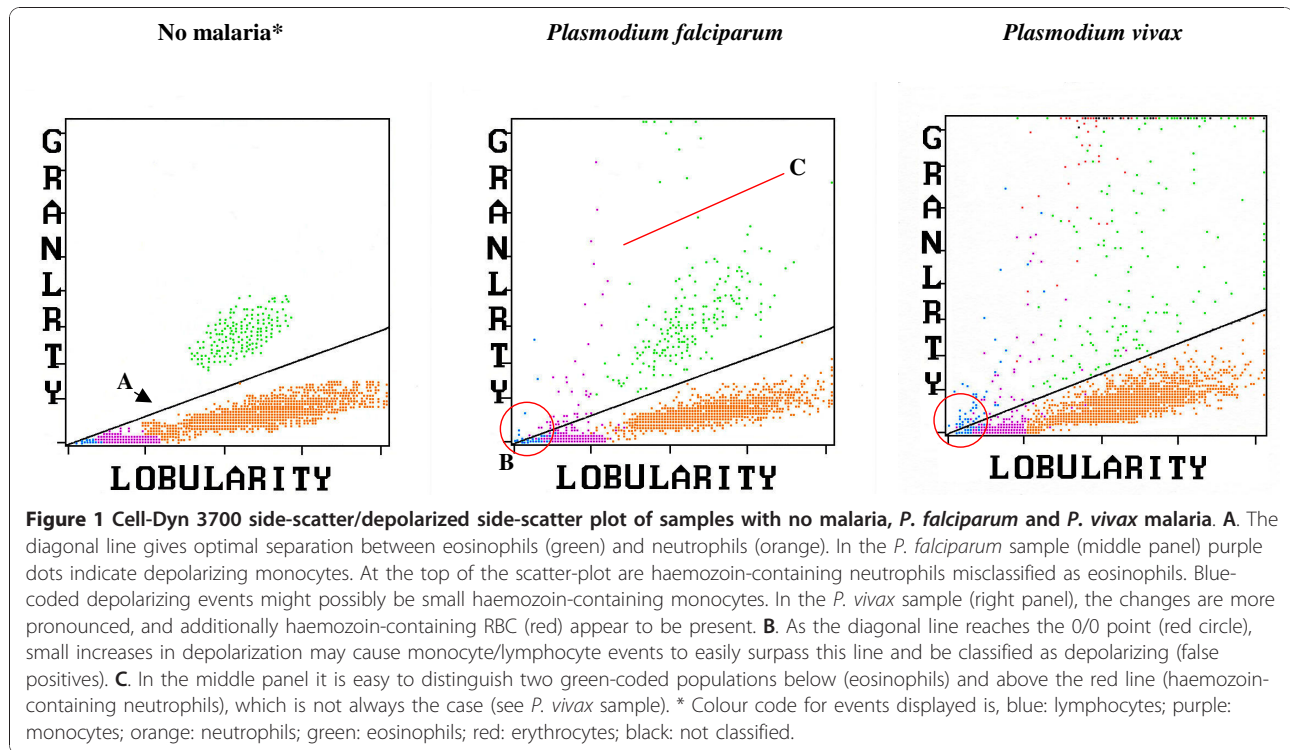 No malaria*
Plasmodium falciparum
Plasmodium vivax
GRANLRTY
A
LOBULARITY
GRANLRTY
C
B
LOBULARITY
GRANLRTY
LOBULARITY
Figure 1 Cell-Dyn 3700 side-scatter/depolarized side-scatter plot of samples with no malaria, P. falciparum and P. vivax malaria. A. The
diagonal line gives optimal separation between eosinophils (green) and neutrophils (orange). In the P. falciparum sample (middle panel) purple
dots indicate depolarizing monocytes. At the top of the scatter-plot are haemozoin-containing neutrophils misclassified as eosinophils. Blue-
coded depolarizing events might possibly be small haemozoin-containing monocytes. In the P. vivax sample (right panel), the changes are more
pronounced, and additionally haemozoin-containing RBC (red) appear to be present. B. As the diagonal line reaches the 0/0 point (red circle),
small increases in depolarization may cause monocyte/lymphocyte events to easily surpass this line and be classified as depolarizing (false
positives). C. In the middle panel it is easy to distinguish two green-coded populations below (eosinophils) and above the red line (haemozoin-
containing neutrophils), which is not always the case (see P. vivax sample). * Colour code for events displayed is, blue: lymphocytes; purple:
monocytes; orange: neutrophils; green: eosinophils; red: erythrocytes; black: not classified.